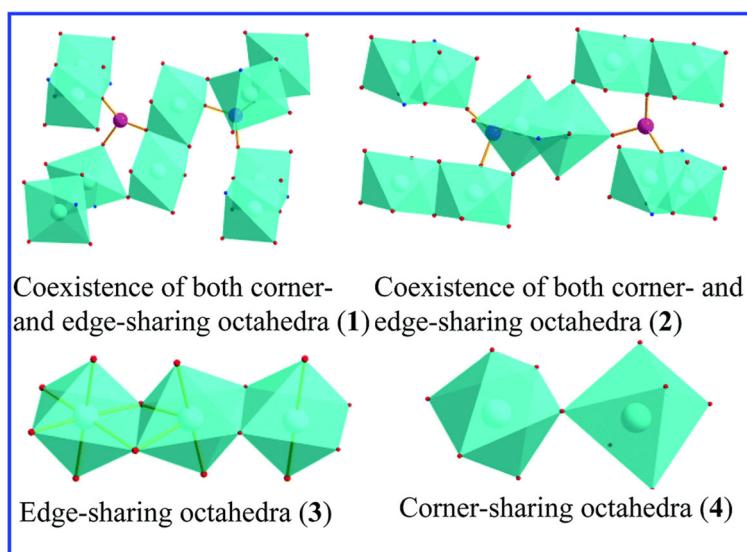 Coexistence of both corner-
and edge-sharing octahedra (1)
Coexistence of both corner- and
edge-sharing octahedra (2)
Edge-sharing octahedra (3)
Corner-sharing octahedra (4)